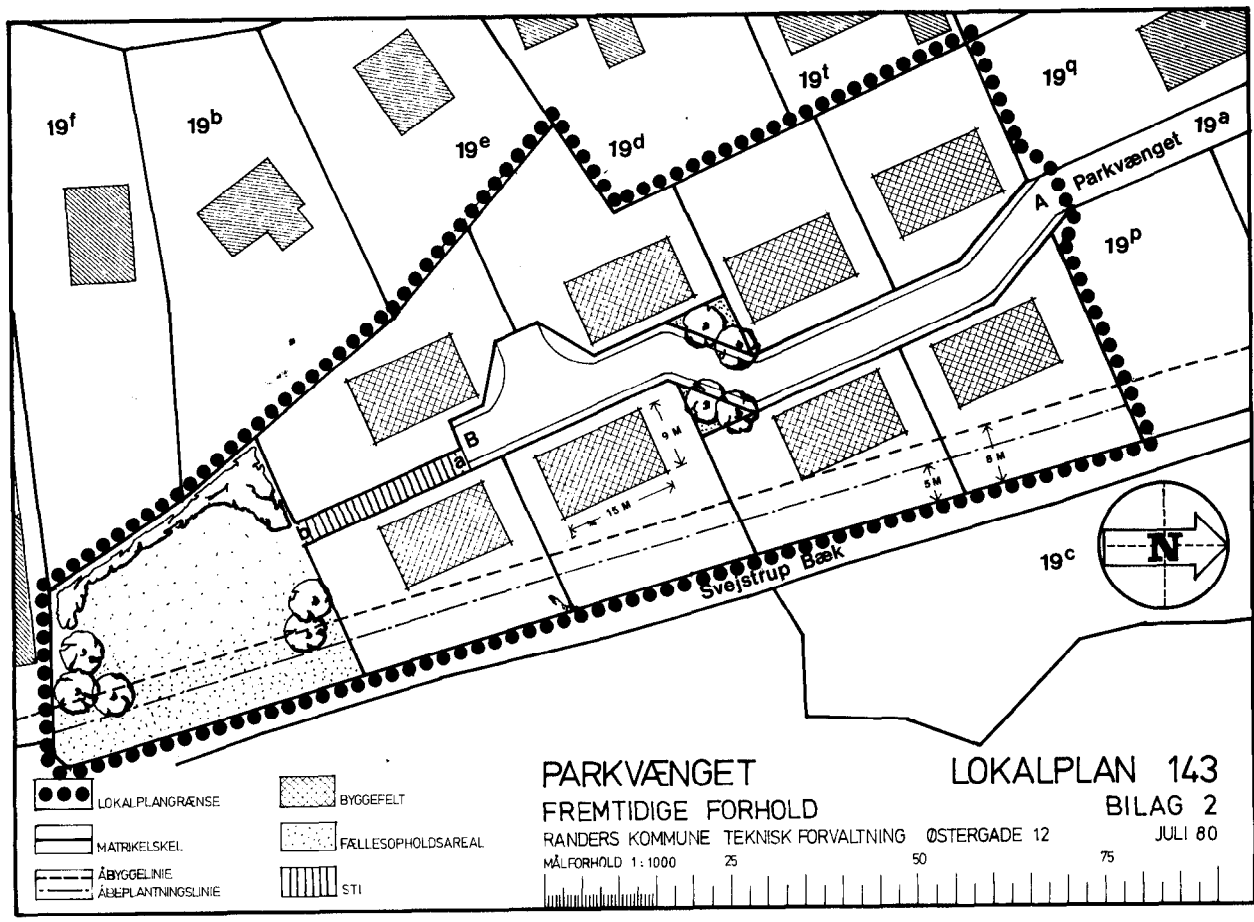 19f
19b
19e
19d
19t
19q
Parkvænget 19a
A
19p
B
a
b
9 M
15 M
5 M
8 M
Svejstrup Bæk
19c
N
LOKALPLANGRÆNSE
MATRIKELSKEL
ÅBYGGELINIE
ÅBEPLANTNINGSLINIE
BYGGEFELT
FÆLLESOPHOLDSAREAL
STI
PARKVÆNGET
FREMTIDIGE FORHOLD
RANDERS KOMMUNE TEKNISK FORVALTNING ØSTERGADE 12
LOKALPLAN 143
BILAG 2
JULI 80
MÅLFORHOLD 1:1000 25 50 75